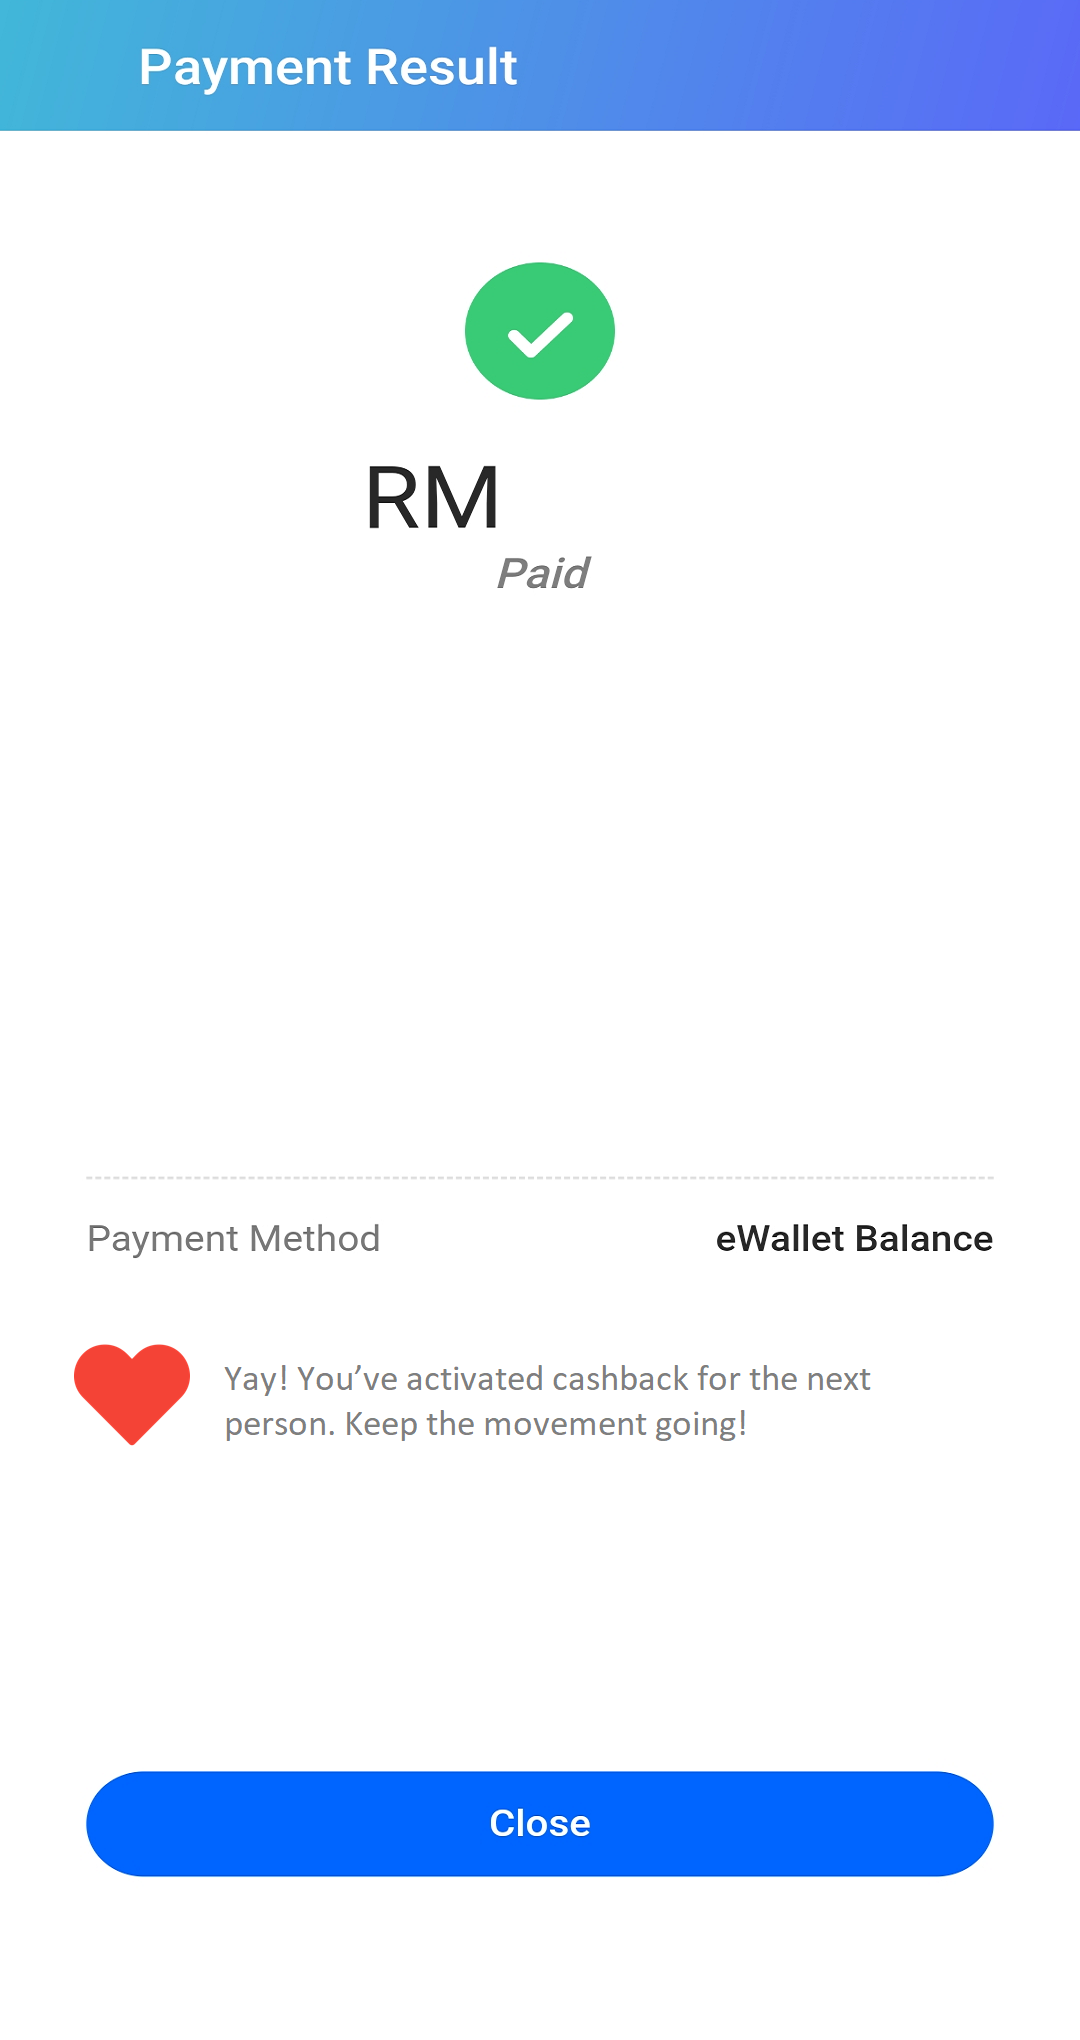 Payment Result
RM
Paid
Payment Method eWallet Balance
Yay! You’ve activated cashback for the next
person. Keep the movement going!
Close